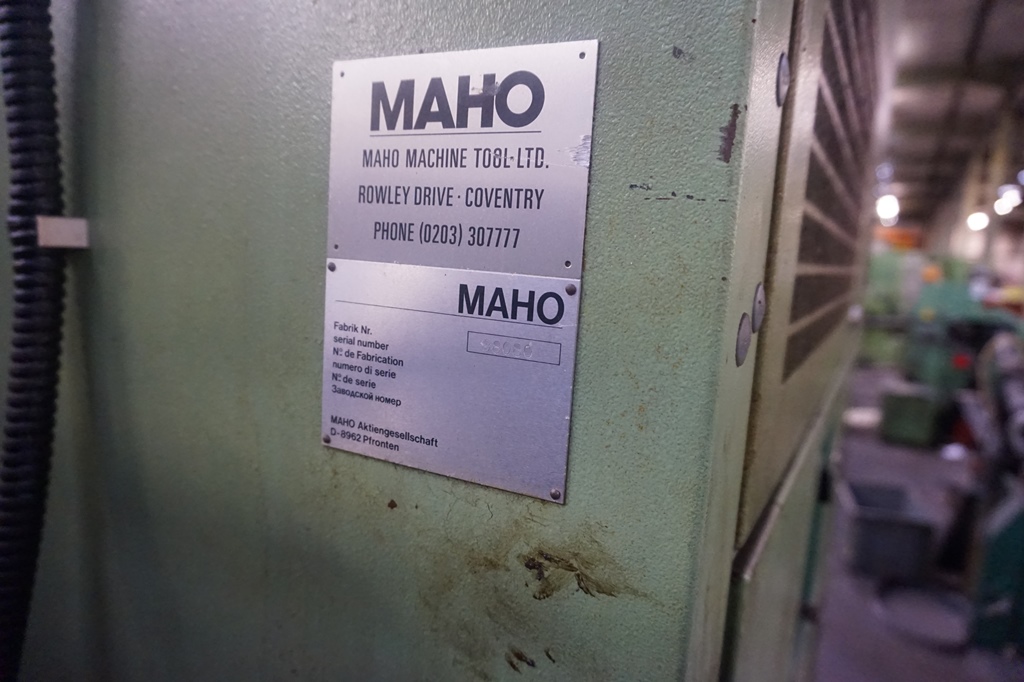 MAHO
MAHO MACHINE TOOL·LTD.
ROWLEY DRIVE · COVENTRY
PHONE (0203) 307777
MAHO
Fabrik Nr.
serial number
Nº de Fabrication
numero di serie
Nº de serie
Заводской номер
MAHO Aktiengesellschaft
D-8962 Pfronten